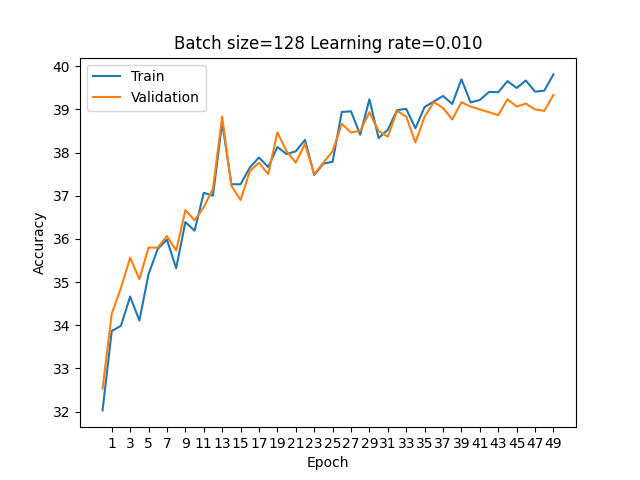 Batch size=128 Learning rate=0.010
Train
Validation
Accuracy
40
39
38
37
36
35
34
33
32
1 3 5 7 9 11 13 15 17 19 21 23 25 27 29 31 33 35 37 39 41 43 45 47 49
Epoch